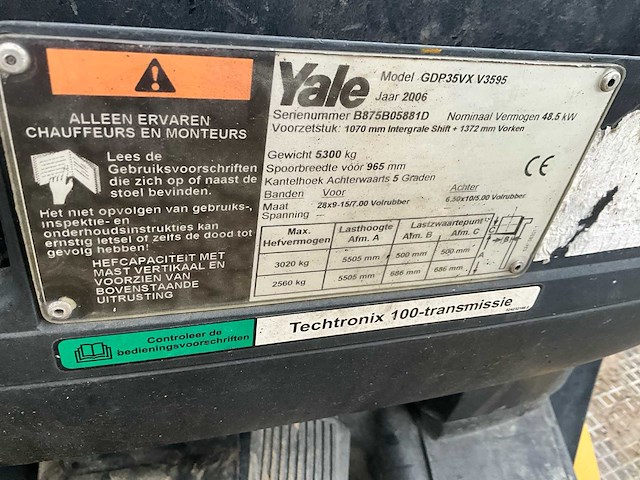 ALLEEN ERVAREN
CHAUFFEURS EN MONTEURS
Lees de
Gebruiksvoorschriften
die zich op of naast de
stoel bevinden.
Het niet opvolgen van gebruiks-,
inspektie- en
onderhoudsinstrukties kan
ernstig letsel of zelfs de dood tot
gevolg hebben!
HEFCAPACITEIT MET
MAST VERTIKAAL EN
VOORZIEN VAN
BOVENSTAANDE
UITRUSTING
Yale Model GDP35VX V3595
Jaar 2006
Serienummer B875B05881D Nominaal Vermogen 48.5 kW
Voorzetstuk: 1070 mm Intergrale Shift + 1372 mm Vorken
Gewicht 5300 kg
Spoorbreedte vóór 965 mm
Kantelhoek Achterwaarts 5 Graden
CE
Banden Voor Achter
Maat 28x9-15/7.00 Volrubber 6.50x10/5.00 Volrubber
Spanning --- ---
Max. Hefvermogen Lasthoogte Afm. A Lastzwaartepunt Afm. B Afm. C
3020 kg 5505 mm 500 mm 500 mm
2560 kg 5505 mm 686 mm 686 mm
C
B
A
Controleer de
bedieningsvoorschriften
Techtronix 100-transmissie